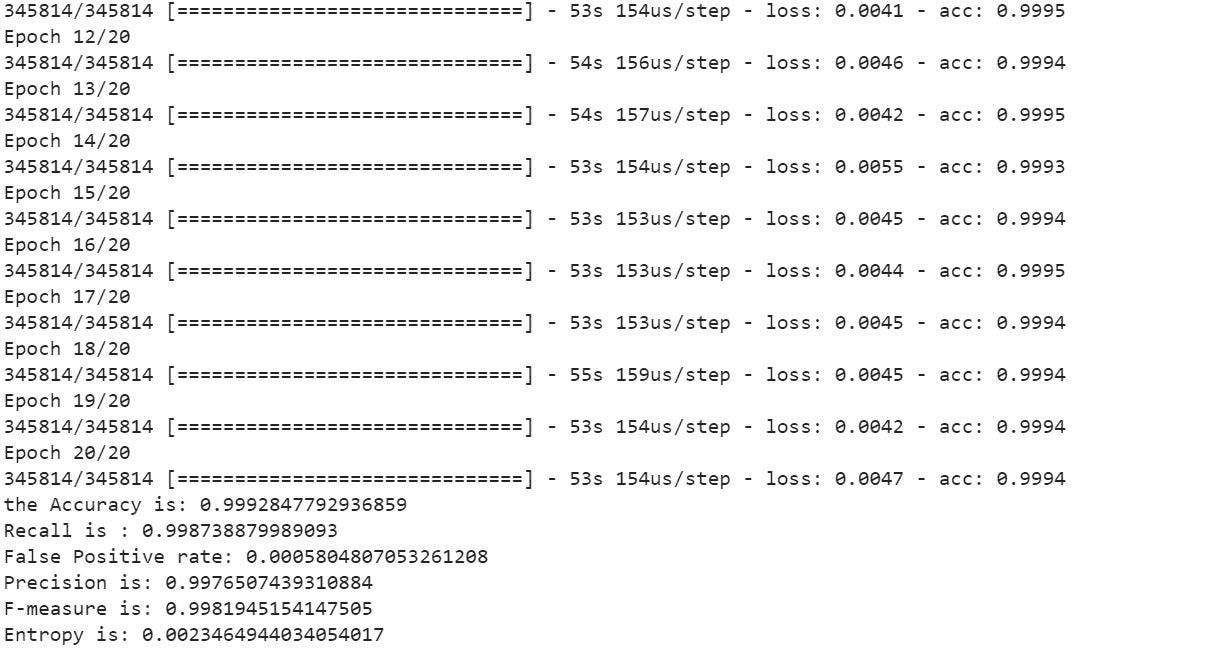 345814/345814 [==============================] - 53s 154us/step - loss: 0.0041 - acc: 0.9995
Epoch 12/20
345814/345814 [==============================] - 54s 156us/step - loss: 0.0046 - acc: 0.9994
Epoch 13/20
345814/345814 [==============================] - 54s 157us/step - loss: 0.0042 - acc: 0.9995
Epoch 14/20
345814/345814 [==============================] - 53s 154us/step - loss: 0.0055 - acc: 0.9993
Epoch 15/20
345814/345814 [==============================] - 53s 153us/step - loss: 0.0045 - acc: 0.9994
Epoch 16/20
345814/345814 [==============================] - 53s 153us/step - loss: 0.0044 - acc: 0.9995
Epoch 17/20
345814/345814 [==============================] - 53s 153us/step - loss: 0.0045 - acc: 0.9994
Epoch 18/20
345814/345814 [==============================] - 55s 159us/step - loss: 0.0045 - acc: 0.9994
Epoch 19/20
345814/345814 [==============================] - 53s 154us/step - loss: 0.0042 - acc: 0.9994
Epoch 20/20
345814/345814 [==============================] - 53s 154us/step - loss: 0.0047 - acc: 0.9994
the Accuracy is: 0.9992847792936859
Recall is : 0.998738879989093
False Positive rate: 0.0005804807053261208
Precision is: 0.9976507439310884
F-measure is: 0.9981945154147505
Entropy is: 0.0023464944034054017